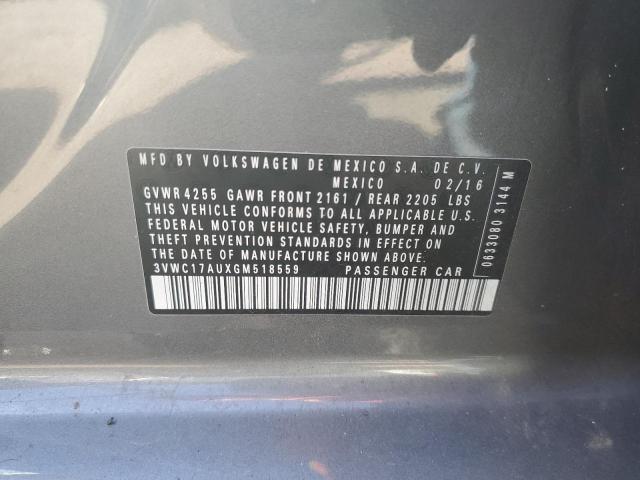 MFD BY VOLKSWAGEN DE MEXICO S.A. DE C.V.
MEXICO 02/16
GVWR 4255 GAWR FRONT 2161 / REAR 2205 LBS
THIS VEHICLE CONFORMS TO ALL APPLICABLE U.S.
FEDERAL MOTOR VEHICLE SAFETY, BUMPER AND
THEFT PREVENTION STANDARDS IN EFFECT ON
THE DATE OF MANUFACTURE SHOWN ABOVE.
3VWC17AUXGM518559 PASSENGER CAR
0633080 3144 M